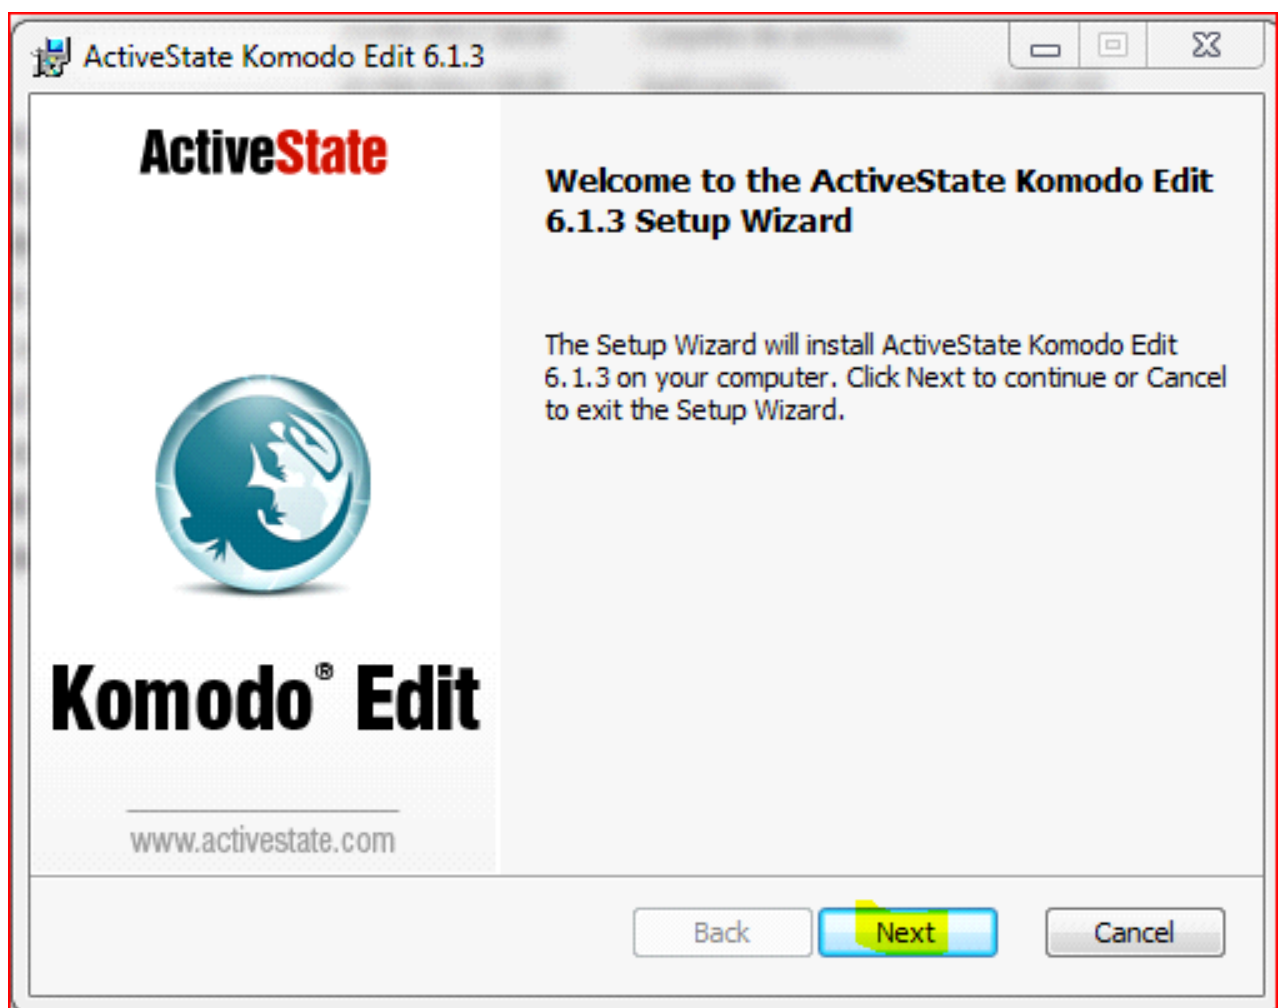 ActiveState Komodo Edit 6.1.3
ActiveState
Welcome to the ActiveState Komodo Edit
6.1.3 Setup Wizard
The Setup Wizard will install ActiveState Komodo Edit
6.1.3 on your computer. Click Next to continue or Cancel
to exit the Setup Wizard.
Komodo® Edit
www.activestate.com
Back Next Cancel